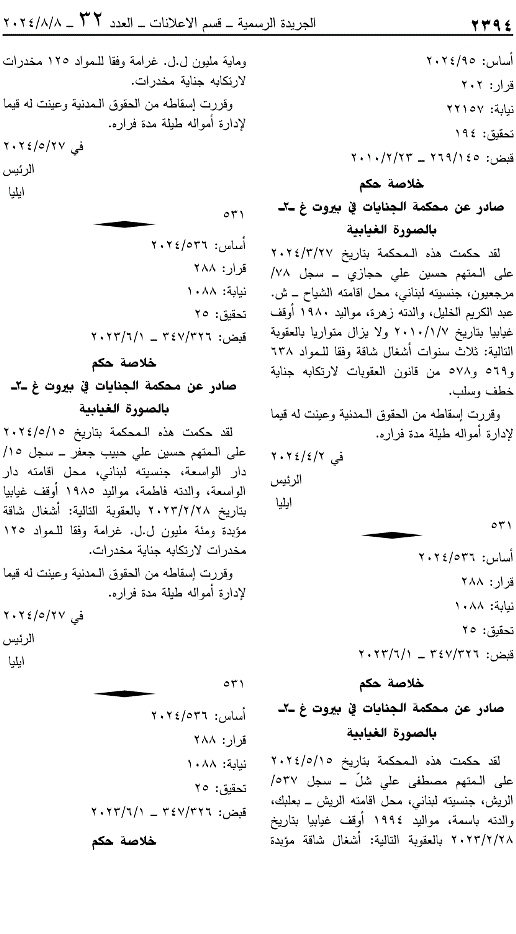 ٢٣٩٤
الجريدة الرسمية ــ قسم الاعلانات ــ العدد ٣٢ ــ ٢٠٢٤/٨/٨
أساس: ٢٠٢٤/٩٥
قرار: ٢٠٢
نيابة: ٢٢١٥٧
تحقيق: ١٩٤
قبض: ٢٦٩/١٤٥ ــ ٢٠١٠/٢/٢٣
خلاصة حكم
صادر عن محكمة الجنايات في بيروت غ ــ٢ــ
بالصورة الغيابية
لقد حكمت هذه المحكمة بتاريخ ٢٠٢٤/٣/٢٧
على المتهم حسين علي حجازي ــ سجل ٧٨/
مرجعيون، جنسيته لبناني، محل اقامته الشياح ــ ش.
عبد الكريم الخليل، والدته زهرة، مواليد ١٩٨٠ أوقف
غيابيا بتاريخ ٢٠١٠/١/٧ ولا يزال متواريا بالعقوبة
التالية: ثلاث سنوات أشغال شاقة وفقا للمواد ٦٣٨
و٥٦٩ و٥٧٨ من قانون العقوبات لارتكابه جناية
خطف وسلب.
وقررت إسقاطه من الحقوق المدنية وعينت له قيما
لإدارة أمواله طيلة مدة فراره.
في ٢٠٢٤/٤/٢
الرئيس
ايليا
٥٣١
أساس: ٢٠٢٤/٥٣٦
قرار: ٢٨٨
نيابة: ١٠٨٨
تحقيق: ٢٥
قبض: ٣٤٧/٣٢٦ ــ ٢٠٢٣/٦/١
خلاصة حكم
صادر عن محكمة الجنايات في بيروت غ ــ٢ــ
بالصورة الغيابية
لقد حكمت هذه المحكمة بتاريخ ٢٠٢٤/٥/١٥
على المتهم مصطفى علي شلّ ــ سجل ٥٣٧/
الريش، جنسيته لبناني، محل اقامته الريش ــ بعلبك،
والدته باسمة، مواليد ١٩٩٤ أوقف غيابيا بتاريخ
٢٠٢٣/٢/٢٨ بالعقوبة التالية: أشغال شاقة مؤبدة
وماية مليون ل.ل. غرامة وفقا للمواد ١٢٥ مخدرات
لارتكابه جناية مخدرات.
وقررت إسقاطه من الحقوق المدنية وعينت له قيما
لإدارة أمواله طيلة مدة فراره.
في ٢٠٢٤/٥/٢٧
الرئيس
ايليا
٥٣١
أساس: ٢٠٢٤/٥٣٦
قرار: ٢٨٨
نيابة: ١٠٨٨
تحقيق: ٢٥
قبض: ٣٤٧/٣٢٦ ــ ٢٠٢٣/٦/١
خلاصة حكم
صادر عن محكمة الجنايات في بيروت غ ــ٢ــ
بالصورة الغيابية
لقد حكمت هذه المحكمة بتاريخ ٢٠٢٤/٥/١٥
على المتهم حسين علي حبيب جعفر ــ سجل ١٥/
دار الواسعة، جنسيته لبناني، محل اقامته دار
الواسعة، والدته فاطمة، مواليد ١٩٨٥ أوقف غيابيا
بتاريخ ٢٠٢٣/٢/٢٨ بالعقوبة التالية: أشغال شاقة
مؤبدة ومئة مليون ل.ل. غرامة وفقا للمواد ١٢٥
مخدرات لارتكابه جناية مخدرات.
وقررت إسقاطه من الحقوق المدنية وعينت له قيما
لإدارة أمواله طيلة مدة فراره.
في ٢٠٢٤/٥/٢٧
الرئيس
ايليا
٥٣١
أساس: ٢٠٢٤/٥٣٦
قرار: ٢٨٨
نيابة: ١٠٨٨
تحقيق: ٢٥
قبض: ٣٤٧/٣٢٦ ــ ٢٠٢٣/٦/١
خلاصة حكم